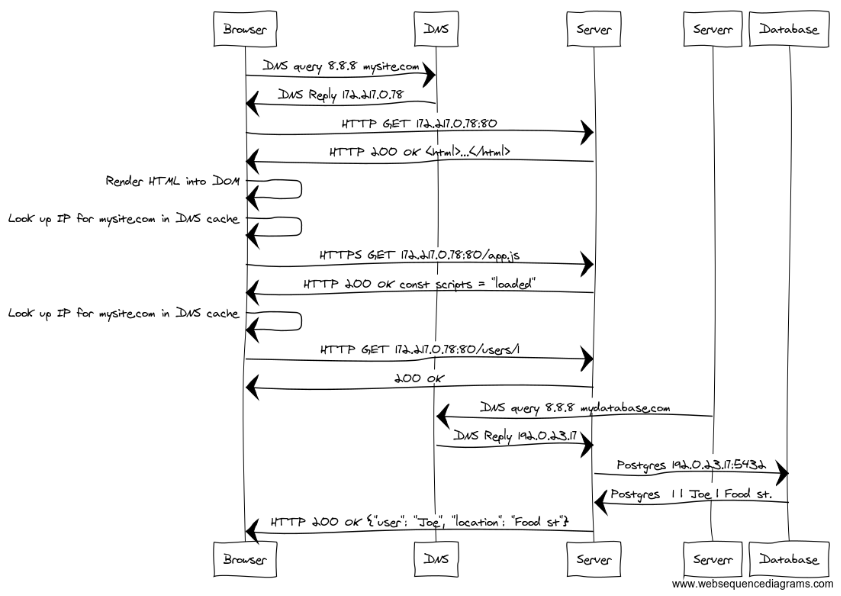 Browser DNS Server Serverr Database
DNS query 8.8.8 mysite.com
DNS Reply 172.217.0.78
HTTP GET 172.217.0.78:80
HTTP 200 OK <html>...</html>
Render HTML into DOM
Look up IP for mysite.com in DNS cache
HTTPS GET 172.217.0.78:80/app.js
HTTP 200 OK const scripts = "loaded"
Look up IP for mysite.com in DNS cache
HTTP GET 172.217.0.78:80/users/1
200 OK
DNS query 8.8.8 mydatabase.com
DNS Reply 192.0.23.17
Postgres 192.0.23.17:5432
Postgres 1 | Joe | Food st.
HTTP 200 OK {"user": "Joe", "location": "Food st"}
Browser DNS Server Serverr Database
www.websequencediagrams.com